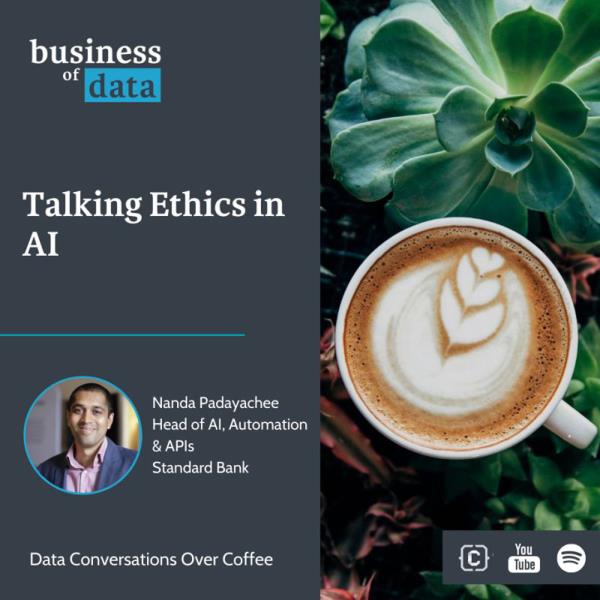 business
of data
Talking Ethics in
AI
Nanda Padayachee
Head of AI, Automation
& APIs
Standard Bank
Data Conversations Over Coffee
{C}
You
Tube